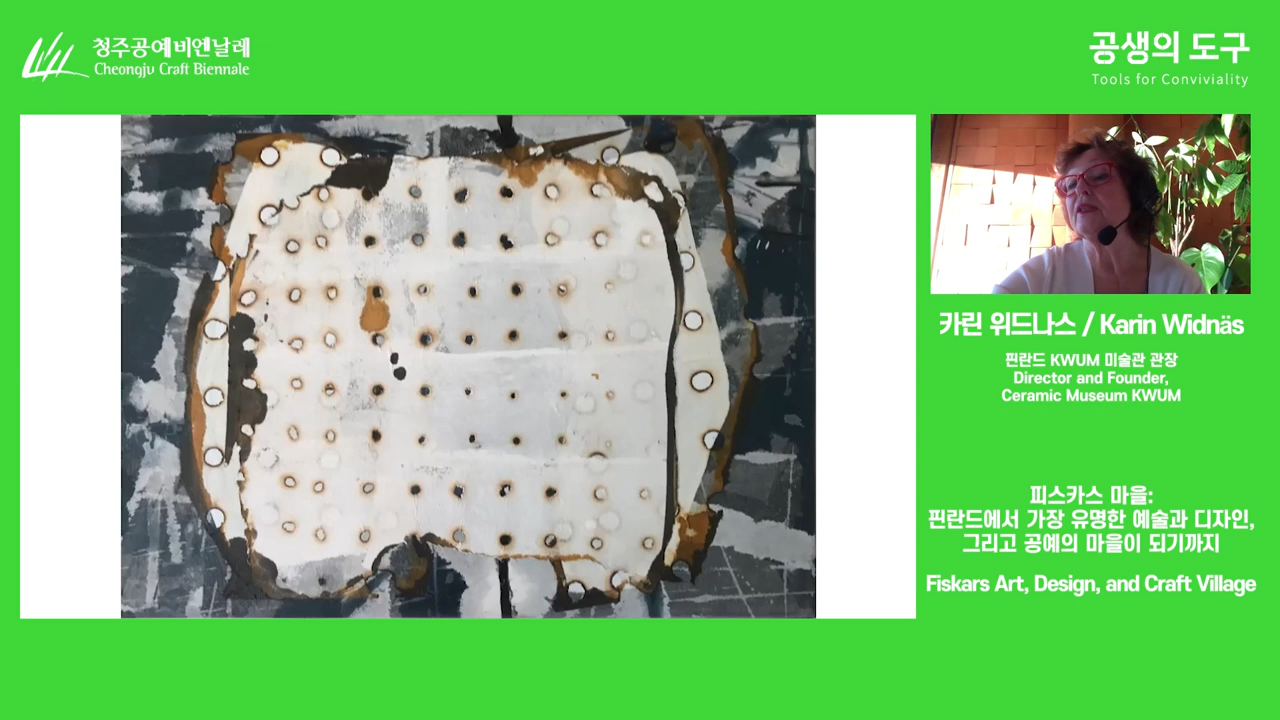 청주공예비엔날레
Cheongju Craft Biennale
공생의 도구
Tools for Conviviality
카린 위드나스 / Karin Widnäs
핀란드 KWUM 미술관 관장
Director and Founder,
Ceramic Museum KWUM
피스카스 마을:
핀란드에서 가장 유명한 예술과 디자인,
그리고 공예의 마을이 되기까지
Fiskars Art, Design, and Craft Village